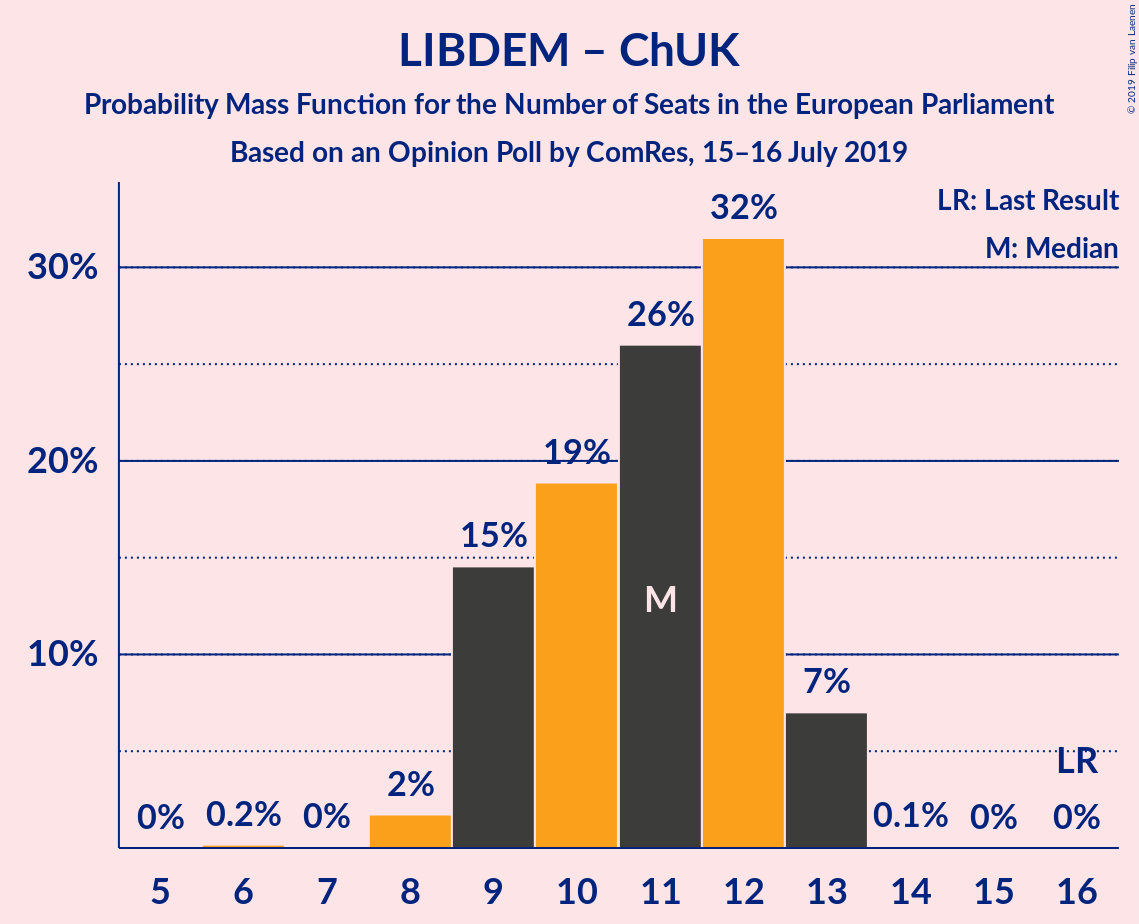 LIBDEM – ChUK
Probability Mass Function for the Number of Seats in the European Parliament
Based on an Opinion Poll by ComRes, 15–16 July 2019
© 2019 Filip van Laenen
LR: Last Result
M: Median
30%
20%
10%
0%
0.2%
0%
2%
15%
19%
26%
32%
7%
0.1%
0%
0%
M
LR
5 6 7 8 9 10 11 12 13 14 15 16